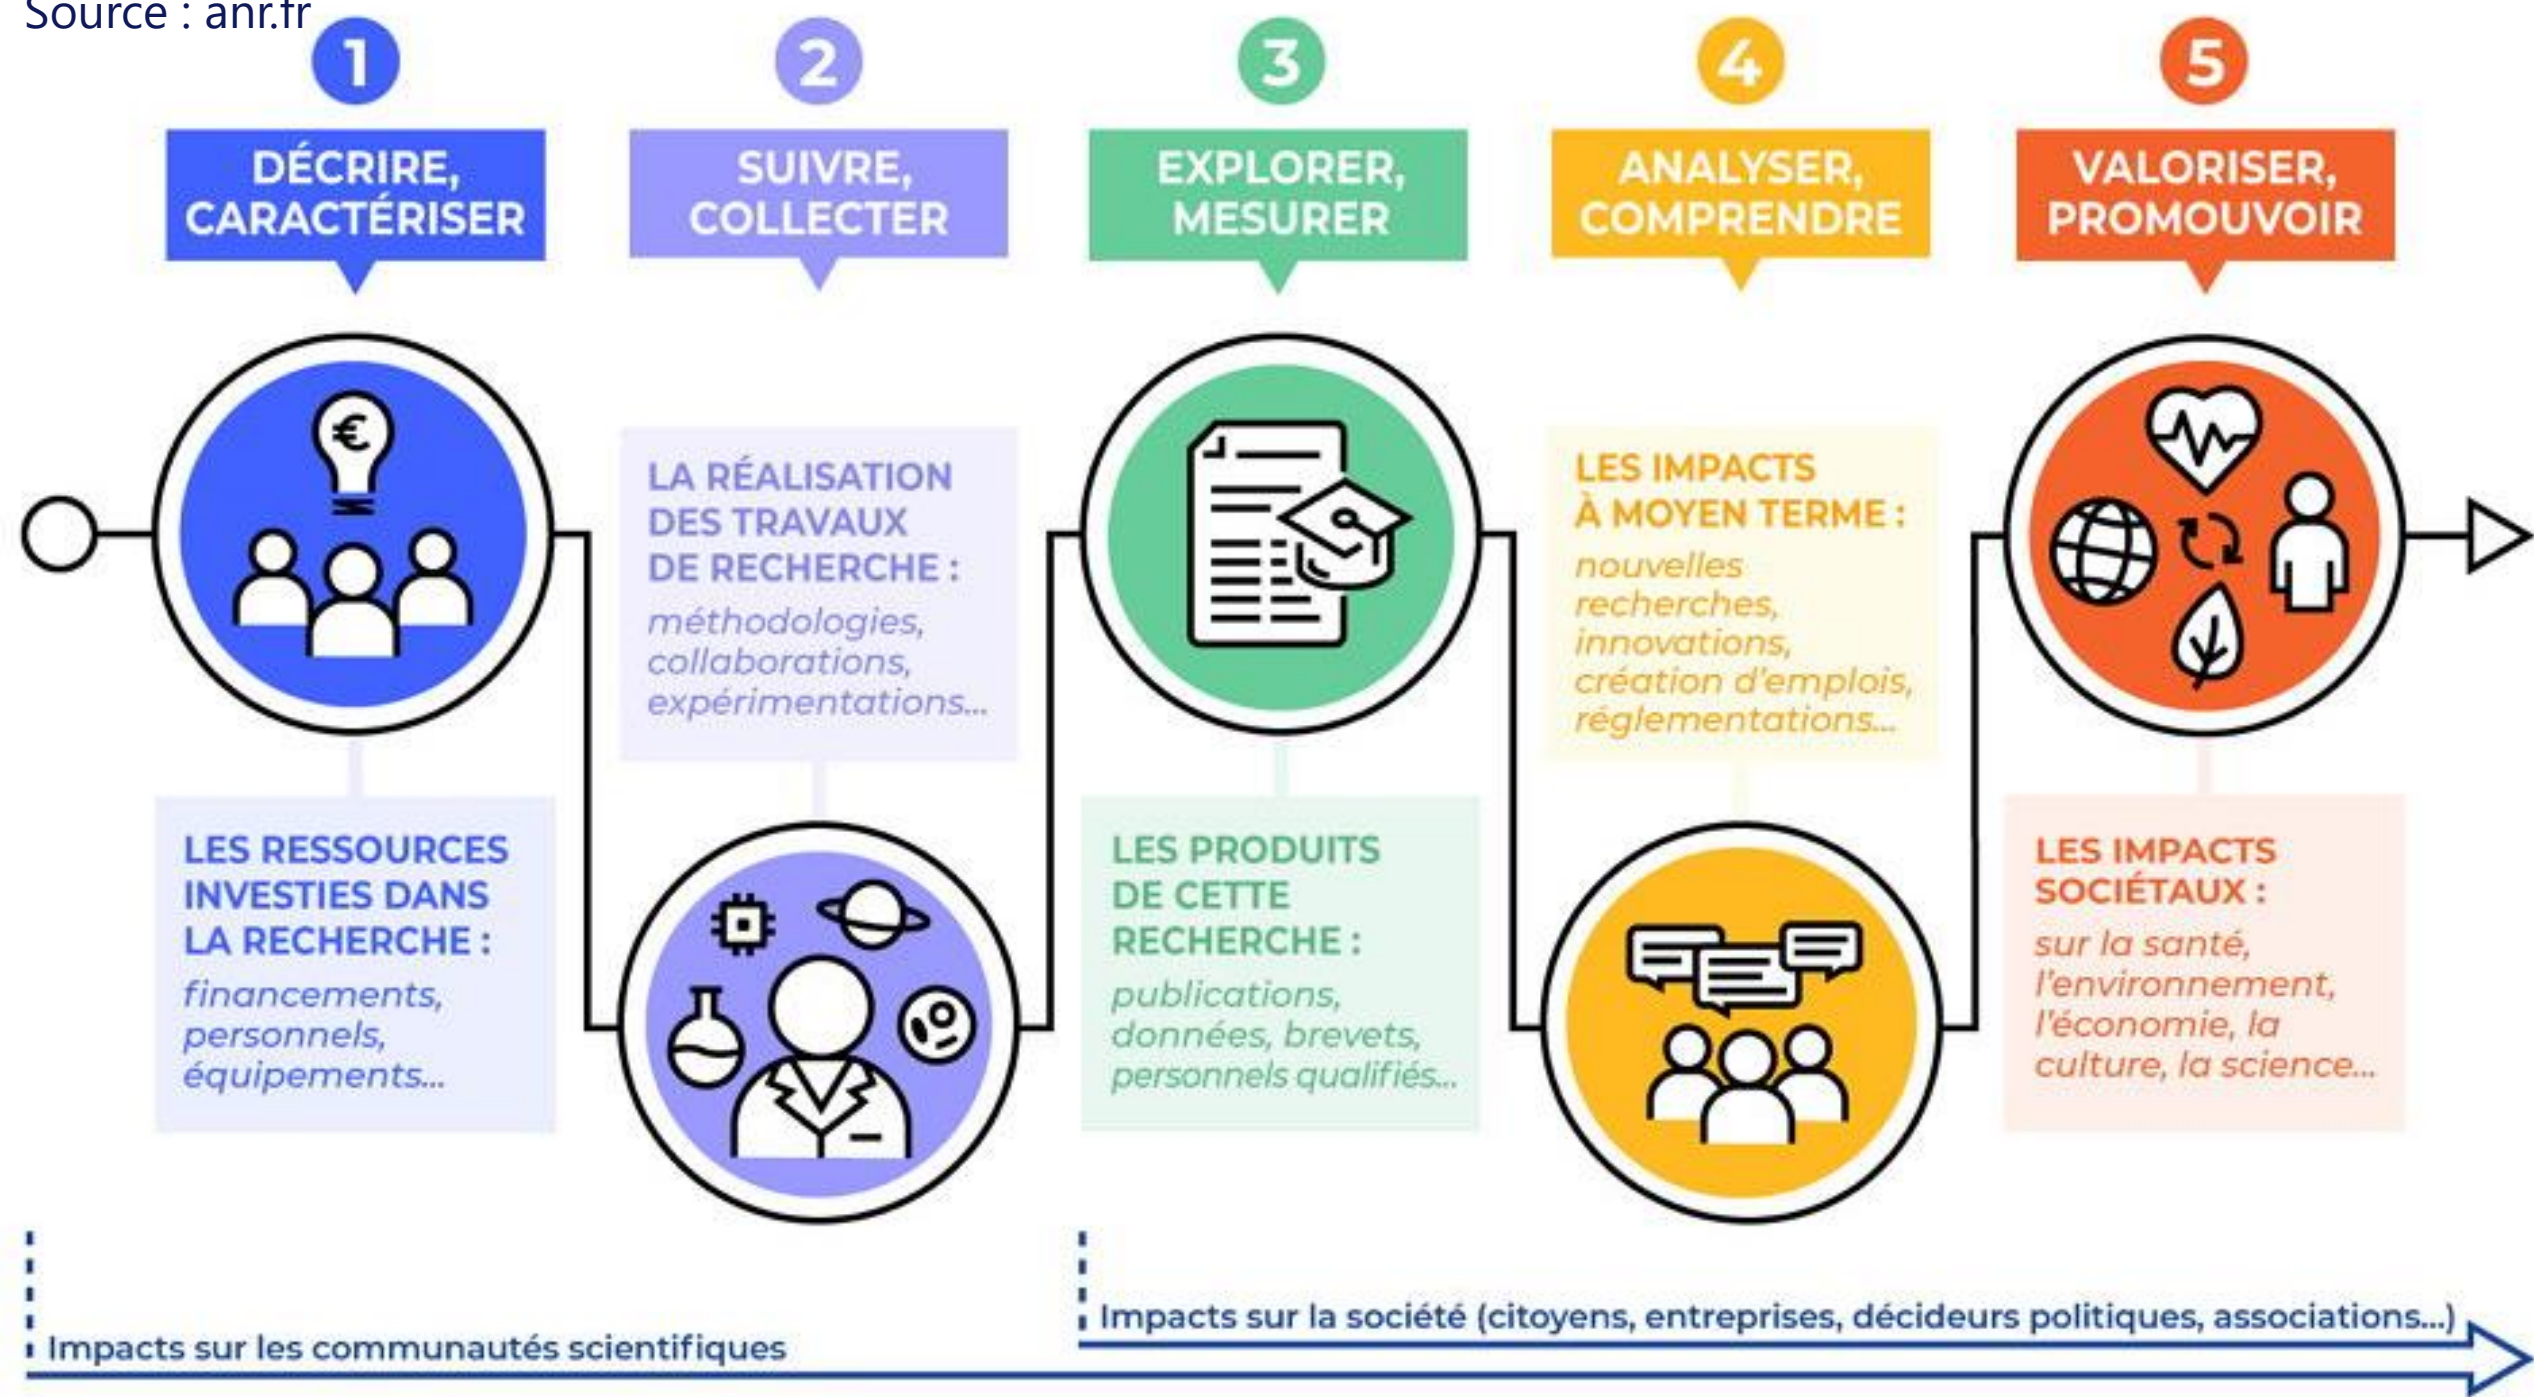 Source : anr.fr
1
DÉCRIRE,
CARACTÉRISER
2
SUIVRE,
COLLECTER
3
EXPLORER,
MESURER
4
ANALYSER,
COMPRENDRE
5
VALORISER,
PROMOUVOIR
€
LES RESSOURCES
INVESTIES DANS
LA RECHERCHE :
financements,
personnels,
équipements...
LA RÉALISATION
DES TRAVAUX
DE RECHERCHE :
méthodologies,
collaborations,
expérimentations...
LES PRODUITS
DE CETTE
RECHERCHE :
publications,
données, brevets,
personnels qualifiés...
LES IMPACTS
À MOYEN TERME :
nouvelles
recherches,
innovations,
création d'emplois,
réglementations...
LES IMPACTS
SOCIÉTAUX :
sur la santé,
l'environnement,
l'économie, la
culture, la science...
Impacts sur la société (citoyens, entreprises, décideurs politiques, associations...)
Impacts sur les communautés scientifiques